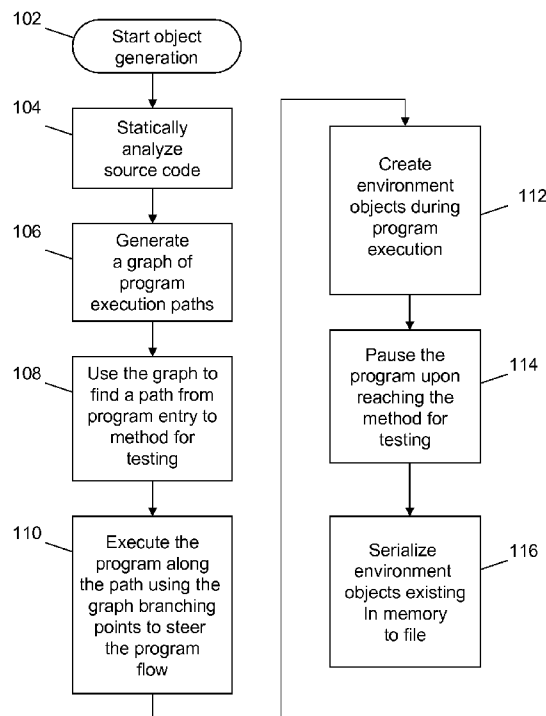 102
Start object
generation
104
Statically
analyze
source code
106
Generate
a graph of
program
execution paths
108
Use the graph to
find a path from
program entry to
method for
testing
110
Execute the
program along
the path using the
graph branching
points to steer
the program
flow
Create
environment
objects during
program
execution
112
Pause the
program upon
reaching the
method for
testing
114
Serialize
environment
objects existing
In memory
to file
116